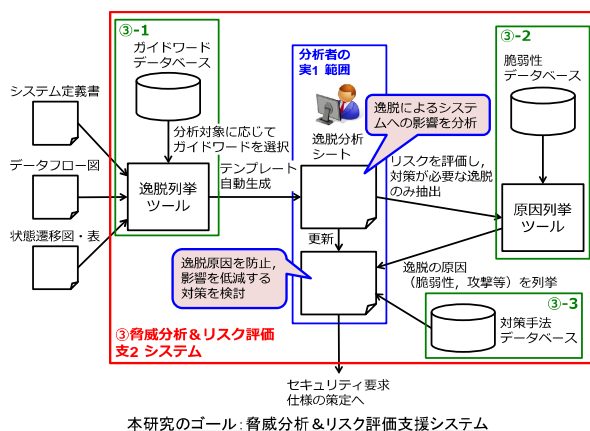 ③-1
ガイドワード
データベース
分析者の
実1 範囲
③-2
脆弱性
データベース
システム定義書
逸脱によるシステ
ムへの影響を分析
分析対象に応じて
ガイドワードを選択
逸脱分析
シート
データフロー図
逸脱列挙
ツール
テンプレート
自動生成
リスクを評価し,
対策が必要な逸脱
のみ抽出
原因列挙
ツール
状態遷移図・表
更新
逸脱原因を防止,
影響を低減する
対策を検討
逸脱の原因
（脆弱性，攻撃等）を列挙
③-3
対策手法
データベース
③脅威分析＆リスク評価
支2 システム
セキュリティ要求
仕様の策定へ
本研究のゴール：脅威分析＆リスク評価支援システム